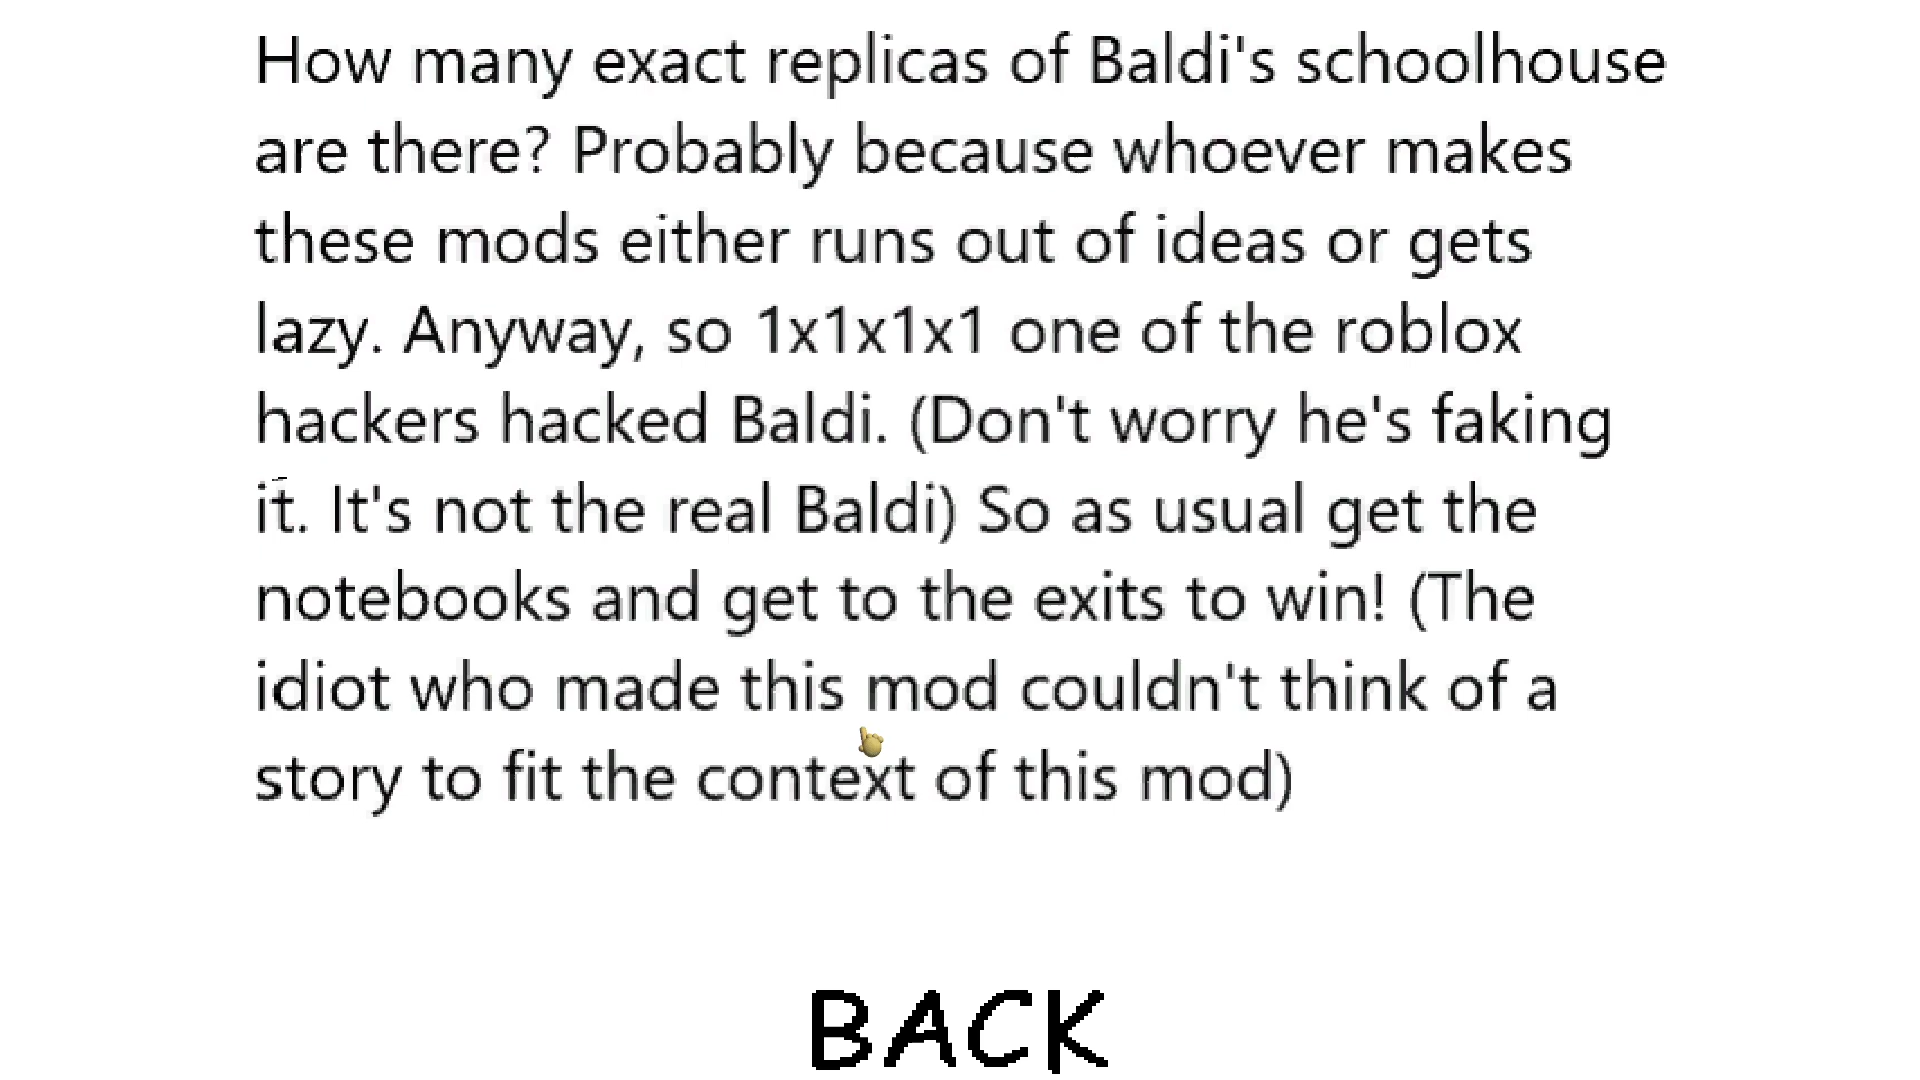 How many exact replicas of Baldi's schoolhouse
are there? Probably because whoever makes
these mods either runs out of ideas or gets
lazy. Anyway, so 1x1x1x1 one of the roblox
hackers hacked Baldi. (Don't worry he's faking
it. It's not the real Baldi) So as usual get the
notebooks and get to the exits to win! (The
idiot who made this mod couldn't think of a
story to fit the context of this mod)
BACK